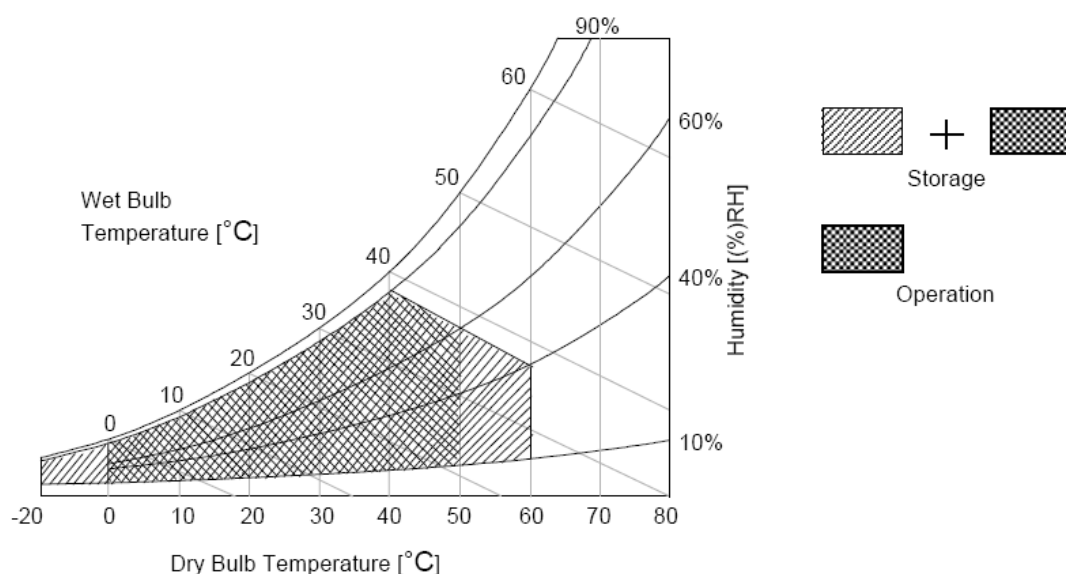 90%
60
60%
50
Wet Bulb
Temperature [°C]
Storage
40
40%
30
Humidity [(%)RH]
Operation
20
10
0
10%
-20 0 10 20 30 40 50 60 70 80
Dry Bulb Temperature [°C]